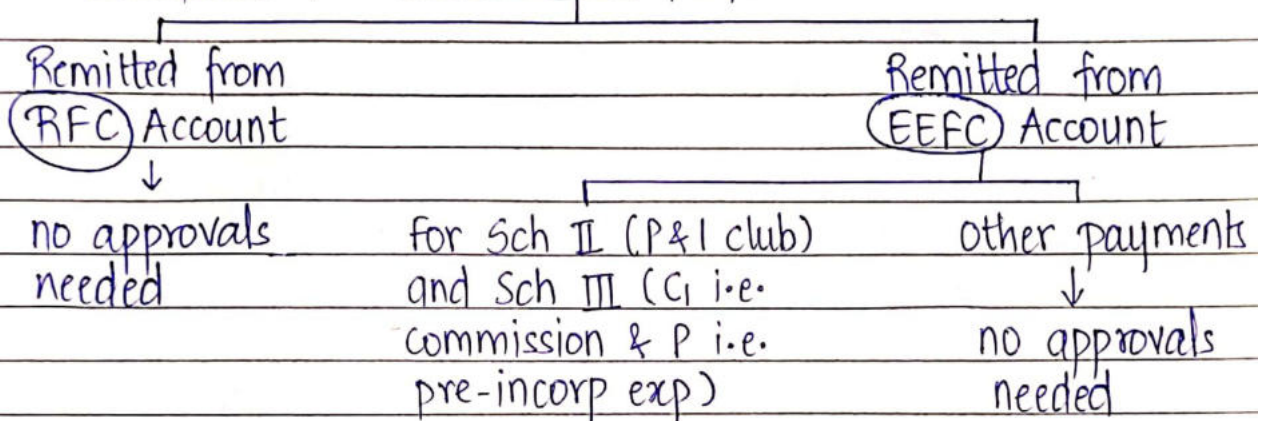 Remitted from
RFC Account
↓
no approvals
needed
Remitted from
EEFC Account
for Sch II (P&I club)
and Sch III (C, i.e.
commission & P i.e.
pre-incorp exp)
other payments
↓
no approvals
needed